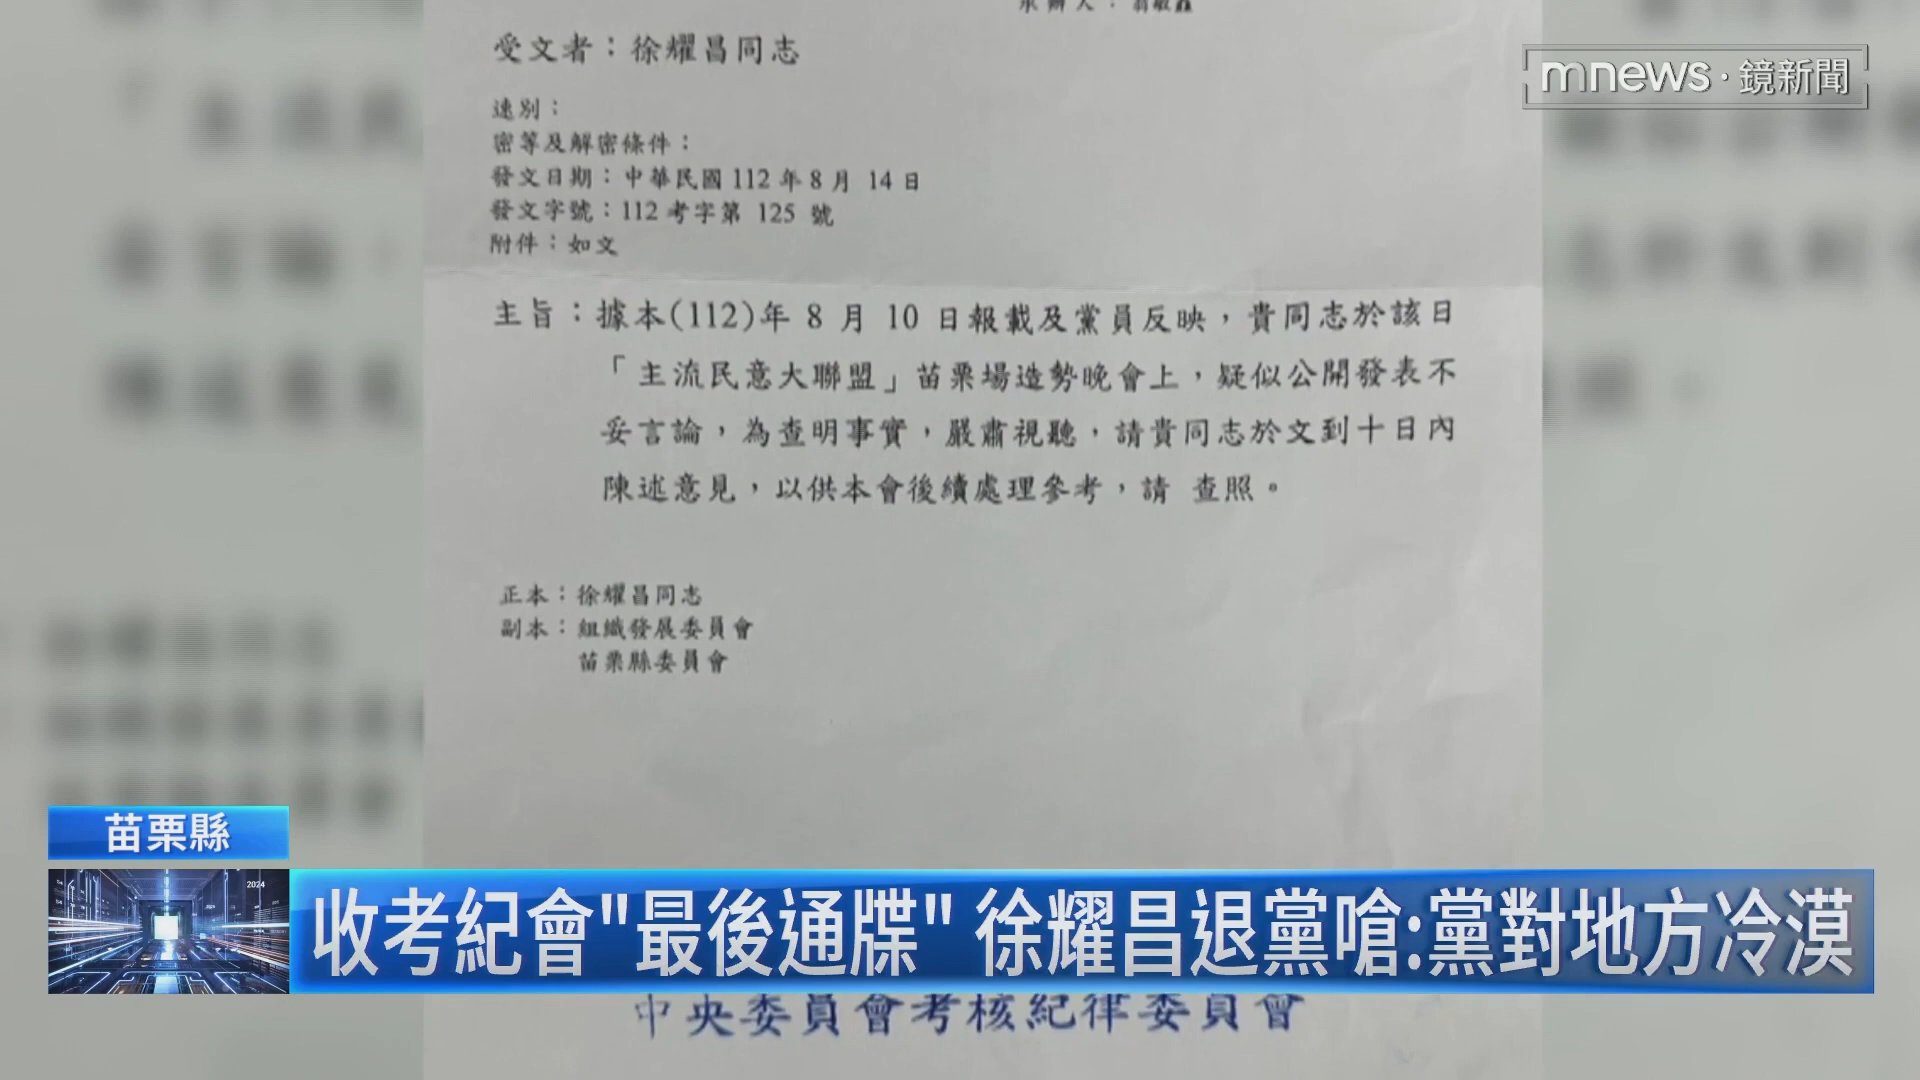 受文者：徐耀昌同志
mnews·鏡新聞
速別：
密等及解密條件：
發文日期：中華民國112年8月 14日
發文字號：112考字第 125 號
附件：如文
主旨：據本(112)年 8 月 10 日報載及黨員反映，貴同志於該日
「主流民意大聯盟」苗栗場造勢晚會上，疑似公開發表不
妥言論，為查明事實，嚴肅視聽，請貴同志於文到十日內
陳述意見，以供本會後續處理參考，請 查照。
正本：徐耀昌同志
副本：組織發展委員會
苗栗縣委員會
苗栗縣
2024
收考紀會"最後通牒" 徐耀昌退黨嗆:黨對地方冷漠
中央委員會考核紀律委員會